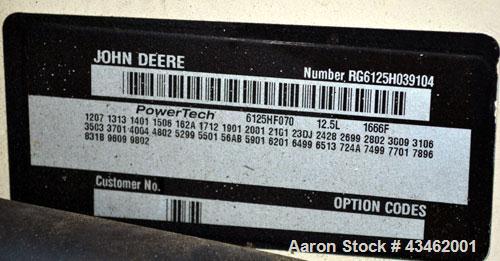 JOHN DEERE
Number RG6125H039104
PowerTech 6125HF070 12.5L 1666F
1207 1313 1401 1506 162A 1712 1901 2001 2101 23DJ 2428 2699 2802 3009 3106
3503 3701 4004 4802 5299 5501 56AB 5901 6201 6499 6513 724A 7499 7701 7896
831B 9609 9802
Customer No.
OPTION CODES
Aaron Stock # 43462001